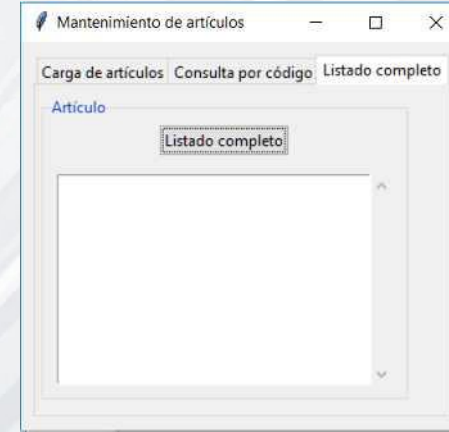 Mantenimiento de artículos
Carga de artículos Consulta por código Listado completo
Artículo
Listado completo